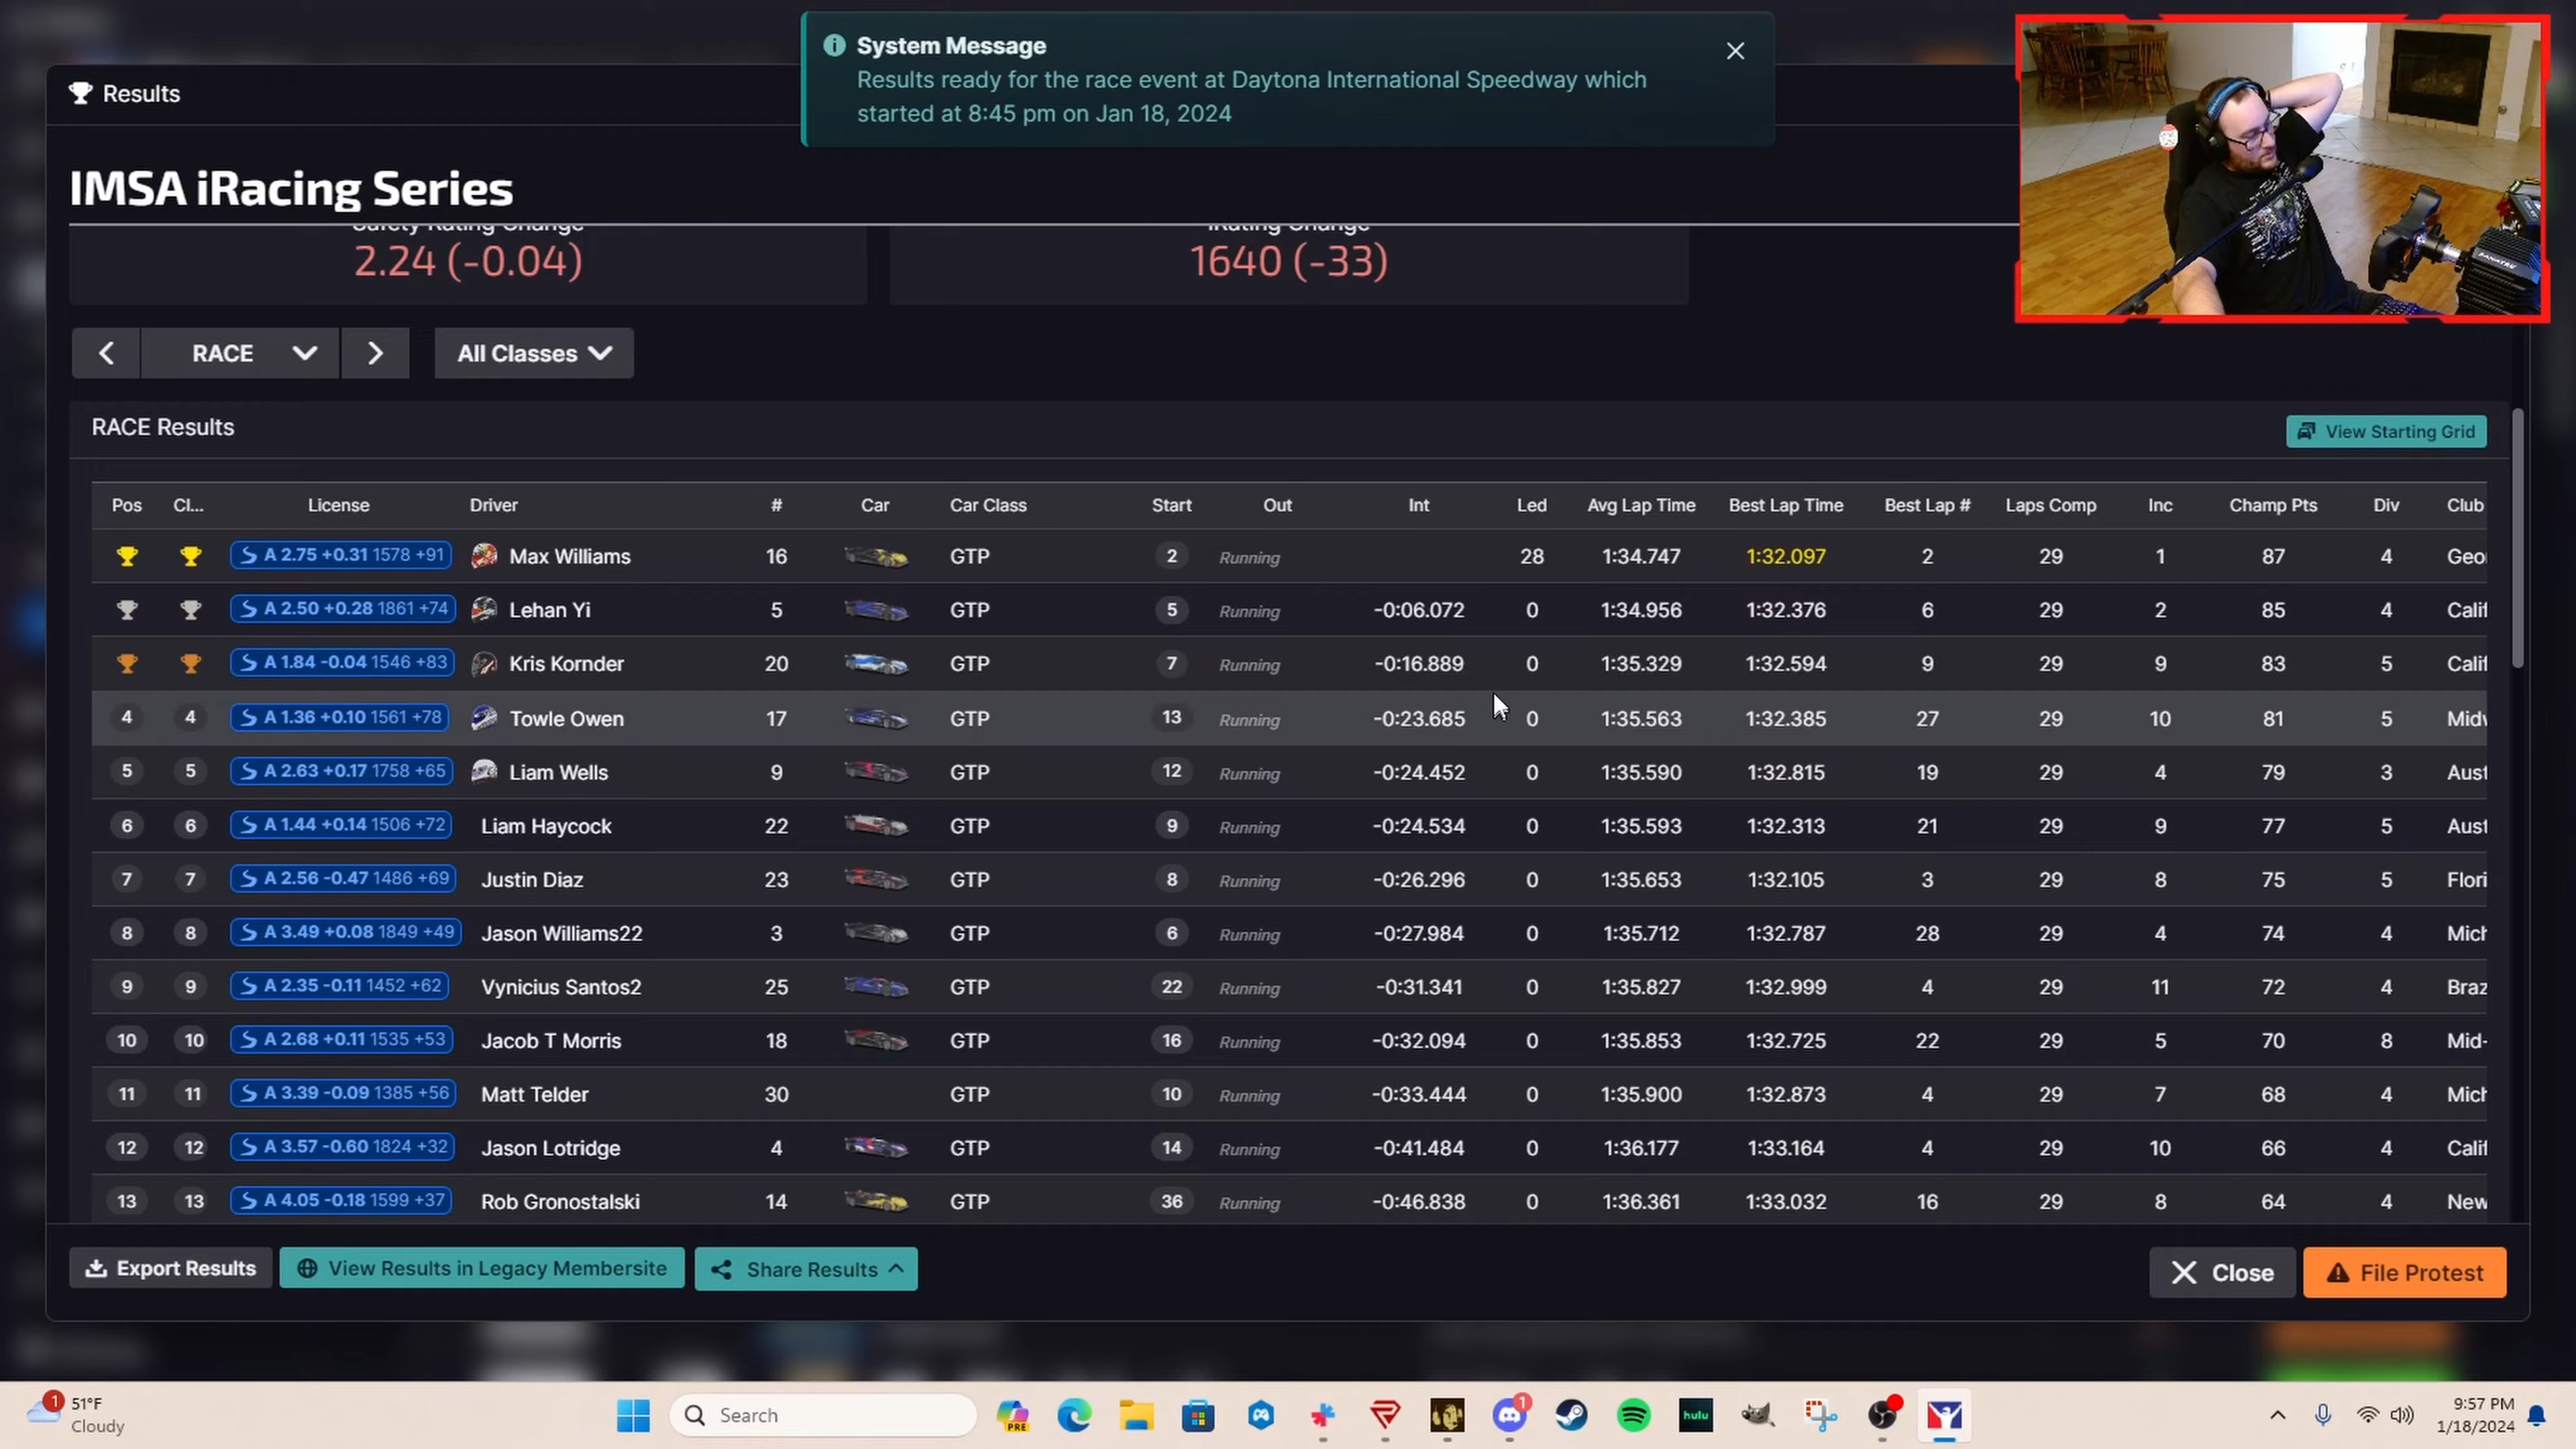 System Message
Results ready for the race event at Daytona International Speedway which
started at 8:45 pm on Jan 18, 2024
Results
IMSA iRacing Series
Safety Rating Change
iRating Change
2.24 (-0.04)
1640 (-33)
RACE
All Classes
RACE Results
View Starting Grid
Pos Cl... License Driver # Car Car Class Start Out Int Led Avg Lap Time Best Lap Time Best Lap # Laps Comp Inc Champ Pts Div Club
A 2.75 +0.31 1578 +91 Max Williams 16 GTP 2 Running 28 1:34.747 1:32.097 2 29 1 87 4 Geo
A 2.50 +0.28 1861 +74 Lehan Yi 5 GTP 5 Running -0:06.072 0 1:34.956 1:32.376 6 29 2 85 4 Calif
A 1.84 -0.04 1546 +83 Kris Kornder 20 GTP 7 Running -0:16.889 0 1:35.329 1:32.594 9 29 9 83 5 Calif
4 4 A 1.36 +0.10 1561 +78 Towle Owen 17 GTP 13 Running -0:23.685 0 1:35.563 1:32.385 27 29 10 81 5 Midw
5 5 A 2.63 +0.17 1758 +65 Liam Wells 9 GTP 12 Running -0:24.452 0 1:35.590 1:32.815 19 29 4 79 3 Aust
6 6 A 1.44 +0.14 1506 +72 Liam Haycock 22 GTP 9 Running -0:24.534 0 1:35.593 1:32.313 21 29 9 77 5 Aust
7 7 A 2.56 -0.47 1486 +69 Justin Diaz 23 GTP 8 Running -0:26.296 0 1:35.653 1:32.105 3 29 8 75 5 Flori
8 8 A 3.49 +0.08 1849 +49 Jason Williams22 3 GTP 6 Running -0:27.984 0 1:35.712 1:32.787 28 29 4 74 4 Mich
9 9 A 2.35 -0.11 1452 +62 Vynicius Santos2 25 GTP 22 Running -0:31.341 0 1:35.827 1:32.999 4 29 11 72 4 Braz
10 10 A 2.68 +0.11 1535 +53 Jacob T Morris 18 GTP 16 Running -0:32.094 0 1:35.853 1:32.725 22 29 5 70 8 Mid-
11 11 A 3.39 -0.09 1385 +56 Matt Telder 30 GTP 10 Running -0:33.444 0 1:35.900 1:32.873 4 29 7 68 4 Mich
12 12 A 3.57 -0.60 1824 +32 Jason Lotridge 4 GTP 14 Running -0:41.484 0 1:36.177 1:33.164 4 29 10 66 4 Calif
13 13 A 4.05 -0.18 1599 +37 Rob Gronostalski 14 GTP 36 Running -0:46.838 0 1:36.361 1:33.032 16 29 8 64 4 New
Export Results
View Results in Legacy Membersite
Share Results
Close
File Protest
1
51°F
Cloudy
Search
PRE
1
hulu
9:57 PM
1/18/2024